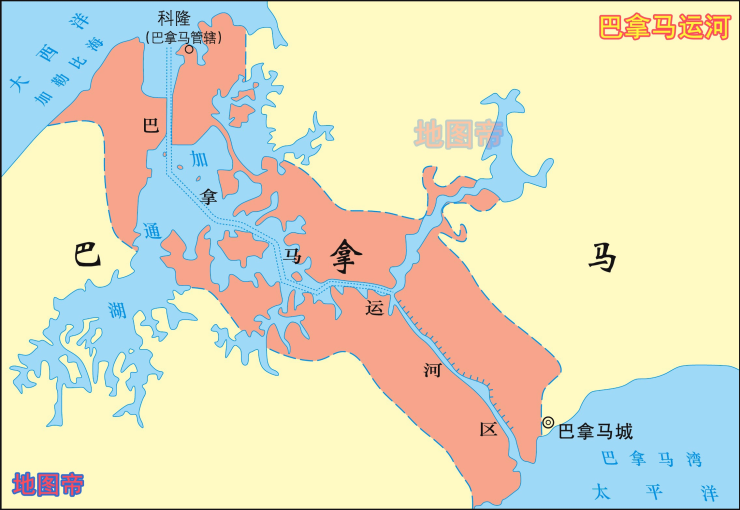 巴拿马运河
科隆
(巴拿马管辖)
大西洋
加勒比海
地图帝
巴拿马运河区
加通湖
巴拿马
巴拿马城
巴拿马湾
太平洋
地图帝